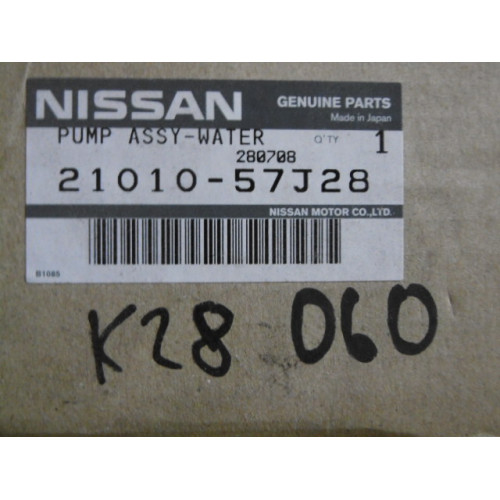 NISSAN
GENUINE PARTS
Made in Japan
PUMP ASSY-WATER
Q'TY 1
280708
21010-57J28
NISSAN MOTOR CO.,LTD.
B1085
K28 060